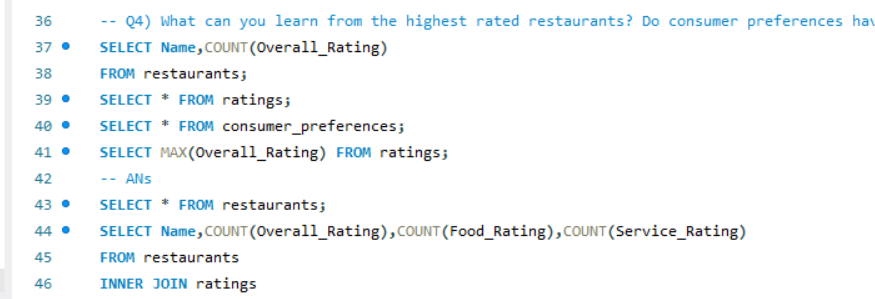 36 -- Q4) What can you learn from the highest rated restaurants? Do consumer preferences hav
37 SELECT Name,COUNT(Overall_Rating)
38 FROM restaurants;
39 SELECT * FROM ratings;
40 SELECT * FROM consumer_preferences;
41 SELECT MAX(Overall_Rating) FROM ratings;
42 -- ANs
43 SELECT * FROM restaurants;
44 SELECT Name,COUNT(Overall_Rating),COUNT(Food_Rating),COUNT(Service_Rating)
45 FROM restaurants
46 INNER JOIN ratings